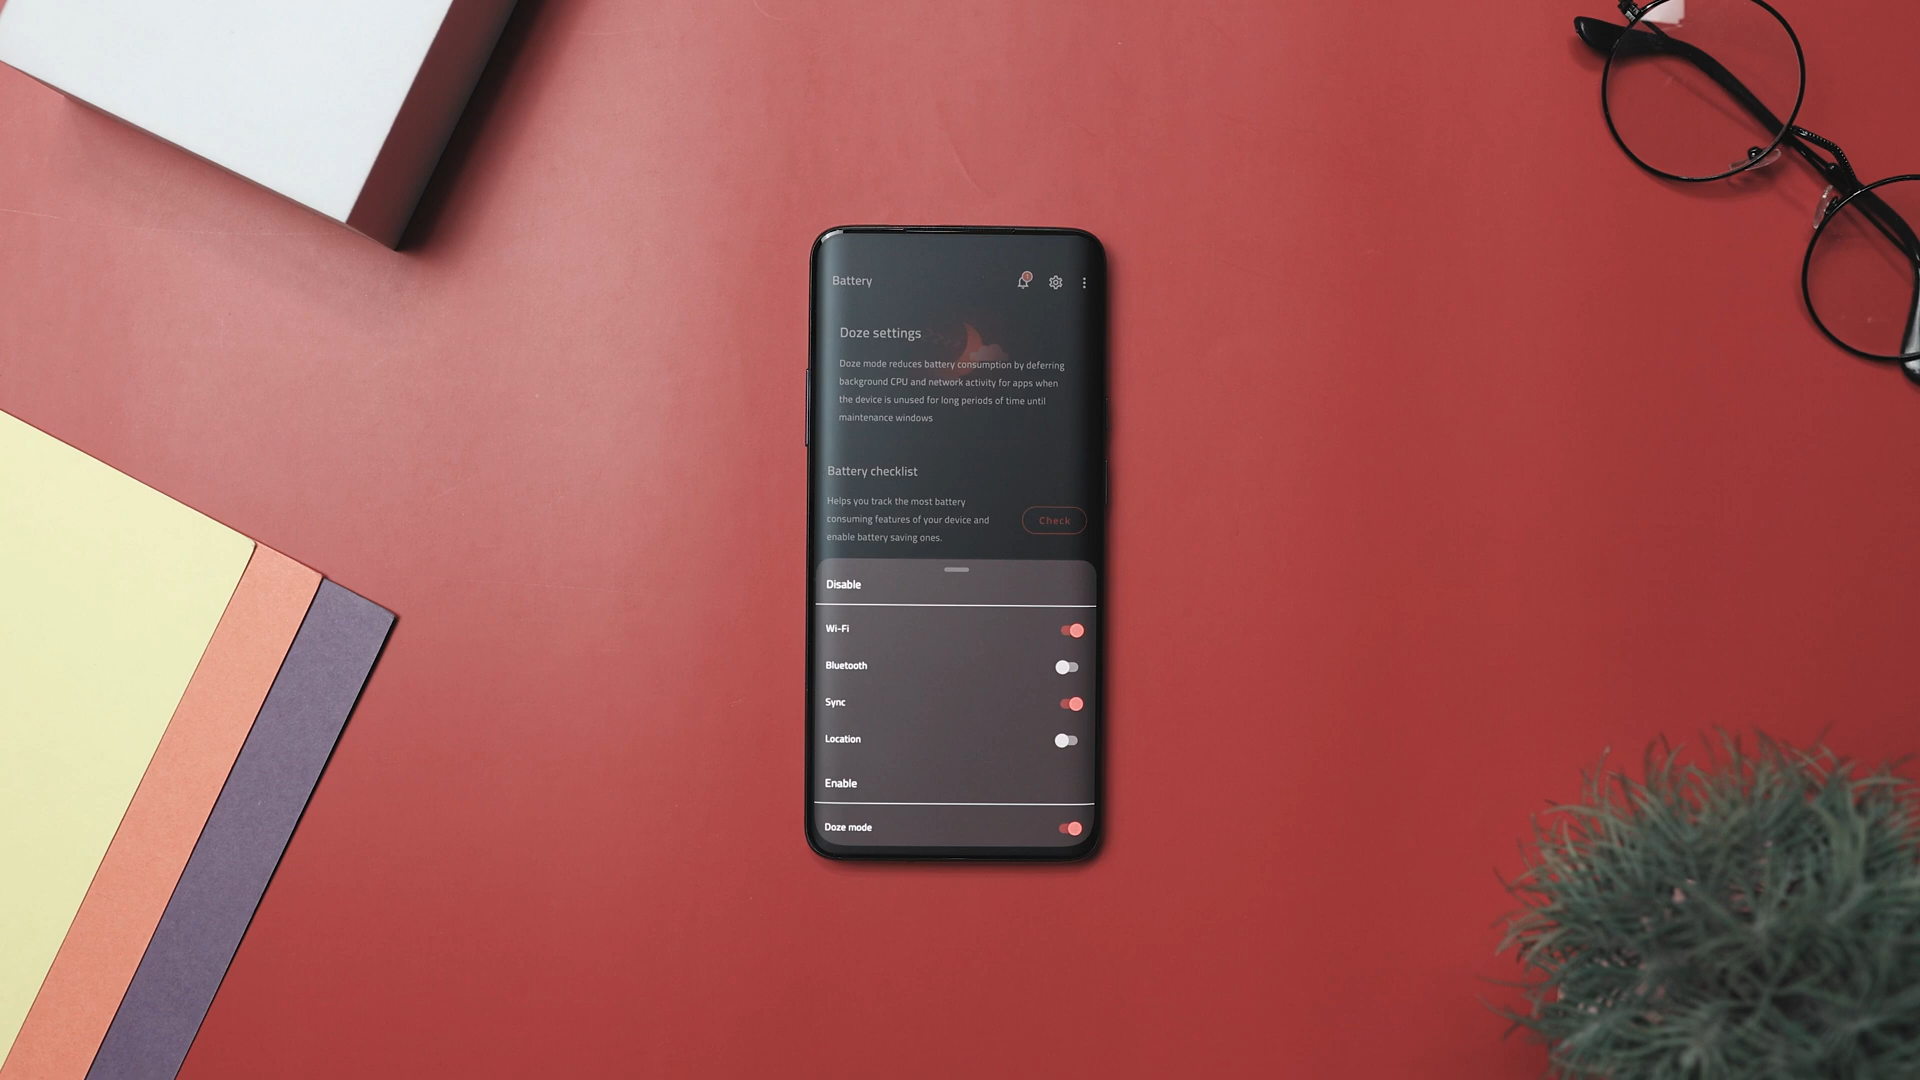 Battery
Doze settings
Doze mode reduces battery consumption by deferring
background CPU and network activity for apps when
the device is unused for long periods of time until
maintenance windows
Battery checklist
Helps you track the most battery
consuming features of your device and
enable battery saving ones.
Check
Disable
Wi-Fi
Bluetooth
Sync
Location
Enable
Doze mode